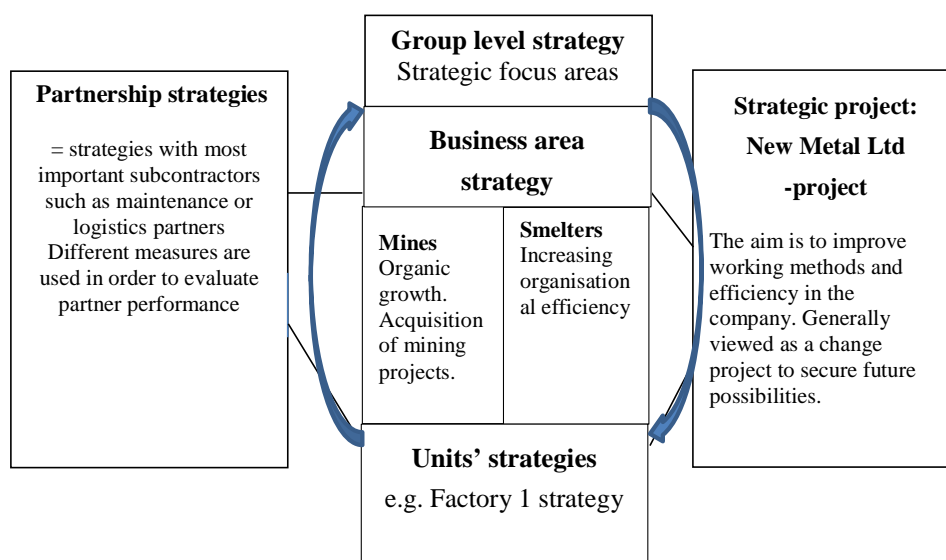 Group level strategy
Strategic focus areas
Partnership strategies
= strategies with most
important subcontractors
such as maintenance or
logistics partners
Different measures are
used in order to evaluate
partner performance
Business area
strategy
Mines
Organic
growth.
Acquisition
of mining
projects.
Smelters
Increasing
organisation
al efficiency
Units' strategies
e.g. Factory 1 strategy
Strategic project:
New Metal Ltd
-project
The aim is to improve
working methods and
efficiency in the
company. Generally
viewed as a change
project to secure future
possibilities.